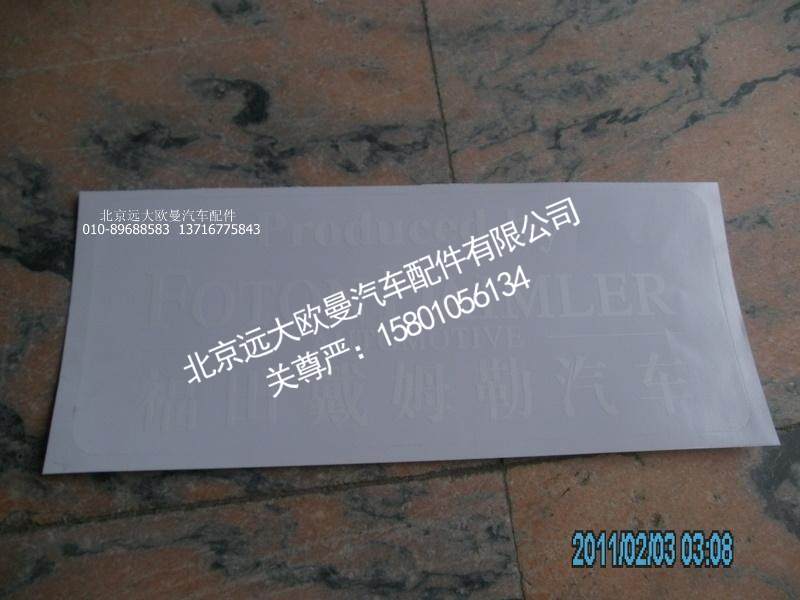 北京远大欧曼汽车配件
010-89688583 13716775843
Produced by
FOTON DAIMLER
AUTOMOTIVE
福田戴姆勒汽车
北京远大欧曼汽车配件有限公司
关尊严：15801056134
2011/02/03 03:08